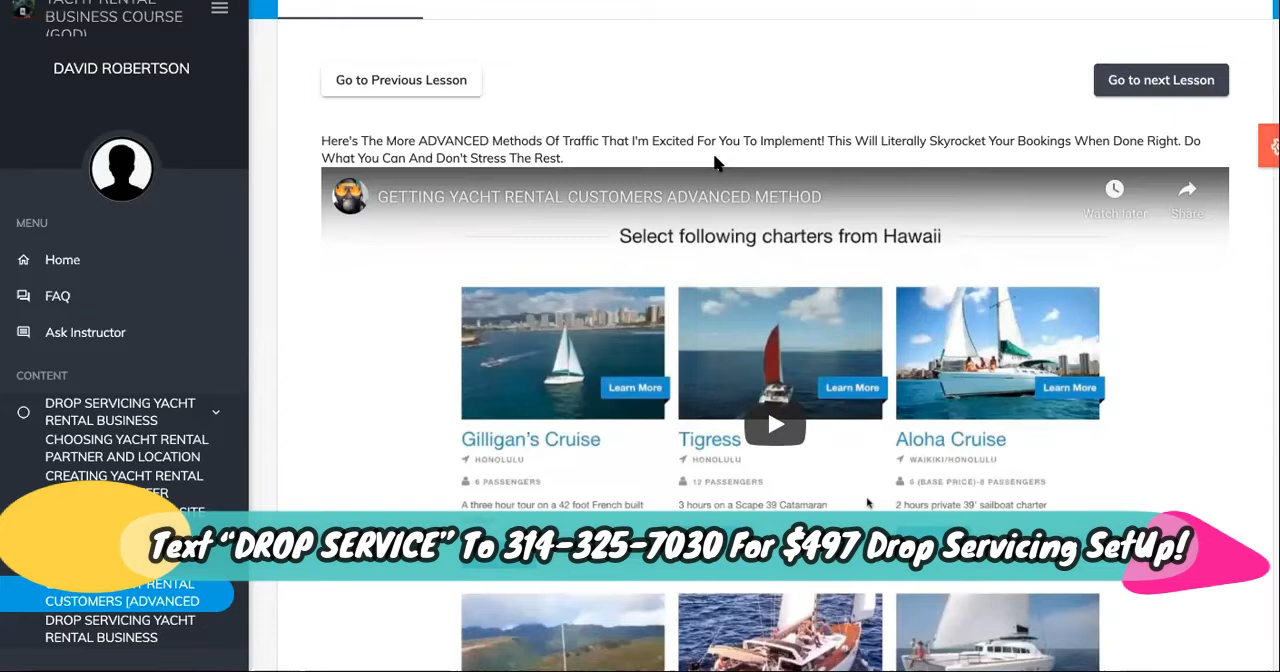 YACHT RENTAL
BUSINESS COURSE
(GOD)
DAVID ROBERTSON
MENU
Home
FAQ
Ask Instructor
CONTENT
DROP SERVICING YACHT
RENTAL BUSINESS
CHOOSING YACHT RENTAL
PARTNER AND LOCATION
CREATING YACHT RENTAL
RENTAL
CUSTOMERS [ADVANCED
DROP SERVICING YACHT
RENTAL BUSINESS
Go to Previous Lesson
Go to next Lesson
Here's The More ADVANCED Methods Of Traffic That I'm Excited For You To Implement! This Will Literally Skyrocket Your Bookings When Done Right. Do
What You Can And Don't Stress The Rest.
GETTING YACHT RENTAL CUSTOMERS ADVANCED METHOD
Watch later
Share
Select following charters from Hawaii
Learn More
Learn More
Learn More
Gilligan's Cruise
Tigress
Aloha Cruise
HONOLULU
HONOLULU
WAIKIKI/HONOLULU
6 PASSENGERS
12 PASSENGERS
6 (BASE PRICE)-8 PASSENGERS
A three hour tour on a 42 foot French built
3 hours on a Scape 39 Catamaran
2 hours private 39' sailboat charter
Text “DROP SERVICE” To 314-325-7030 For $497 Drop Servicing SetUp!